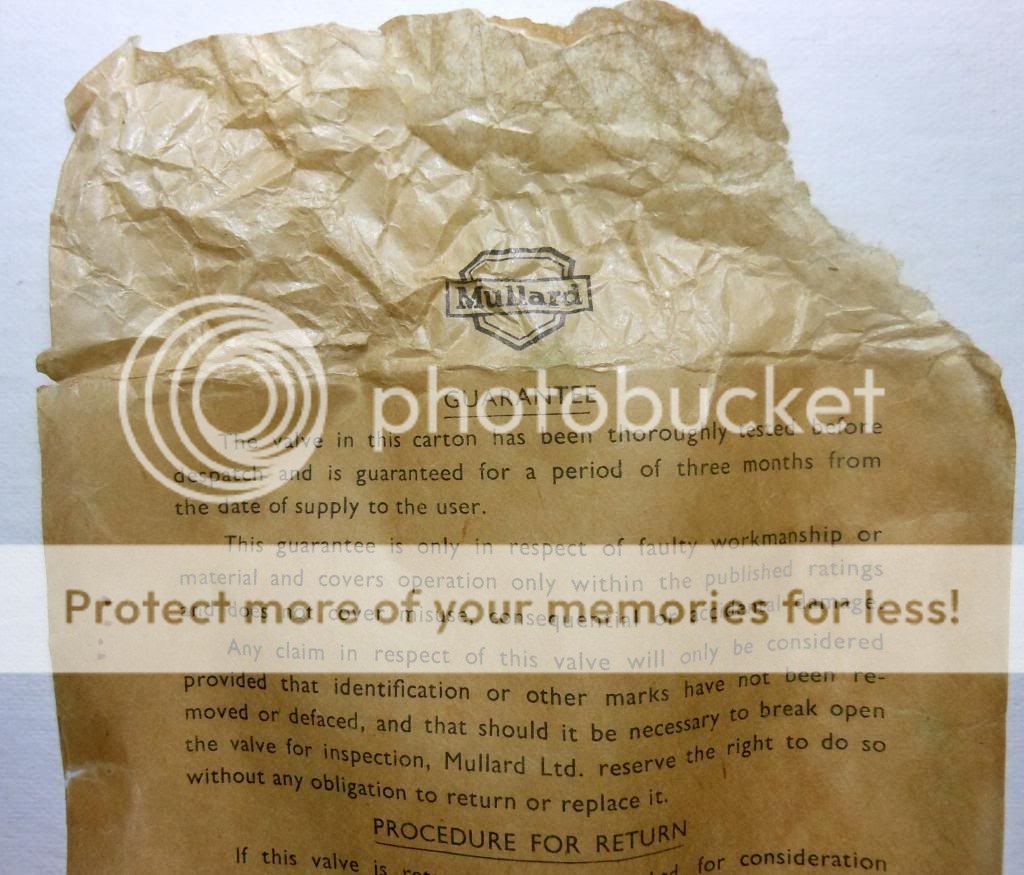 Mullard
GUARANTEE
photobucket
The valve in this carton has been thoroughly tested before
despatch and is guaranteed for a period of three months from
the date of supply to the user.
This guarantee is only in respect of faulty workmanship or
material and covers operation only within the published ratings
and does not cover misuse, consequential or accidental damage.
Protect more of your memories for less!
Any claim in respect of this valve will only be considered
provided that identification or other marks have not been re-
moved or defaced, and that should it be necessary to break open
the valve for inspection, Mullard Ltd. reserve the right to do so
without any obligation to return or replace it.
PROCEDURE FOR RETURN
If this valve is for consideration